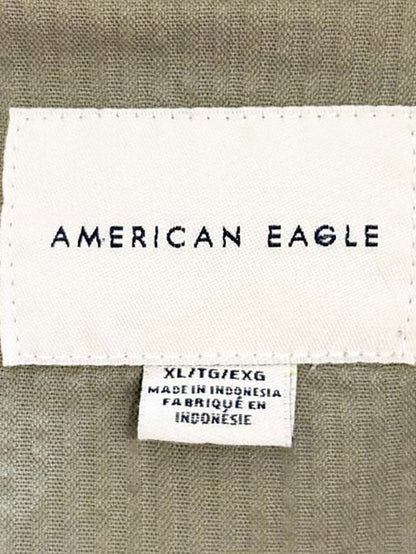 AMERICAN EAGLE
XL/TG/EXG
MADE IN INDONESIA
FABRIQUÉ EN
INDONÉSIE